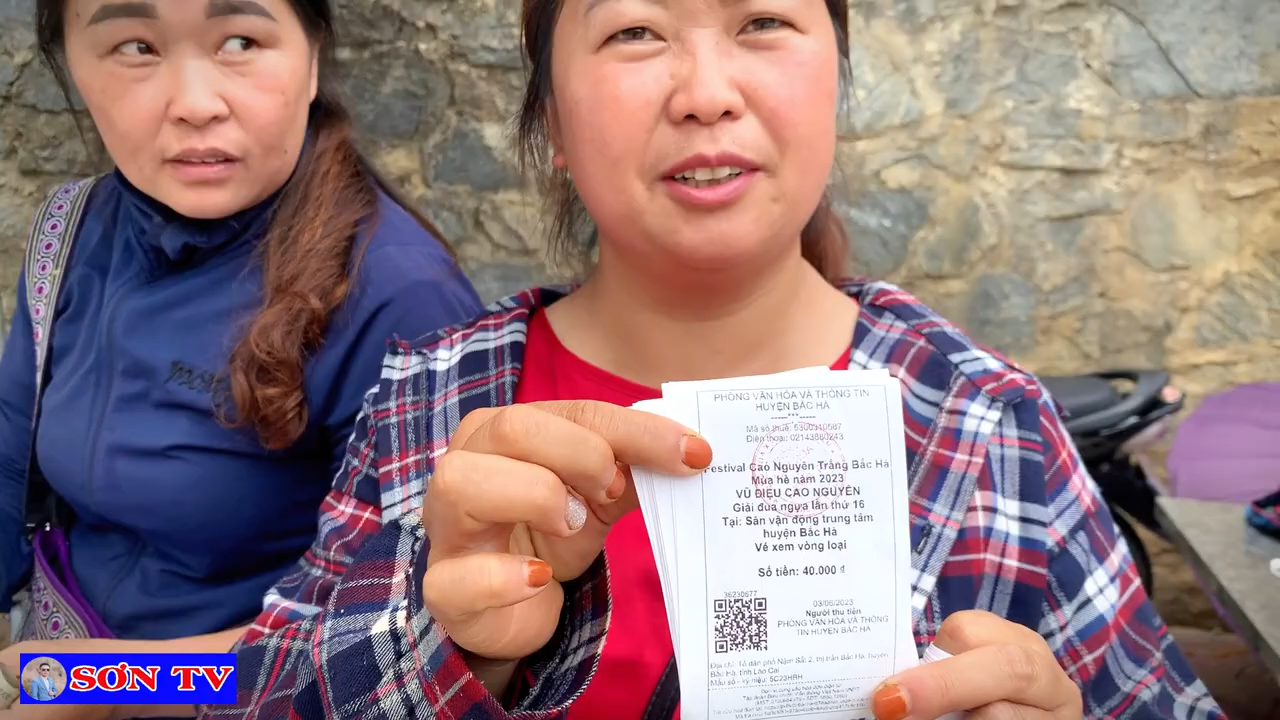 PHÒNG VĂN HÓA VÀ THÔNG TIN
HUYỆN BẮC HÀ
-----***-----
Mã số thuế: 5300310587
Điện thoại: 02143880243
Festival Cao Nguyên Trắng Bắc Hà
Mùa hè năm 2023
VŨ ĐIỆU CAO NGUYÊN
Giải đua ngựa lần thứ 16
Tại: Sân vận động trung tâm
huyện Bắc Hà
Vé xem vòng loại
Số tiền: 40.000 đ
36230677
03/06/2023
Người thu tiền
PHÒNG VĂN HÓA VÀ THÔNG
TIN HUYỆN BẮC HÀ
Địa chỉ: Tổ dân phố Nậm Sắt 2, thị trấn Bắc Hà, huyện
Bắc Hà, tỉnh Lào Cai
Mẫu số - ký hiệu: 5C23HBH
SƠN TV